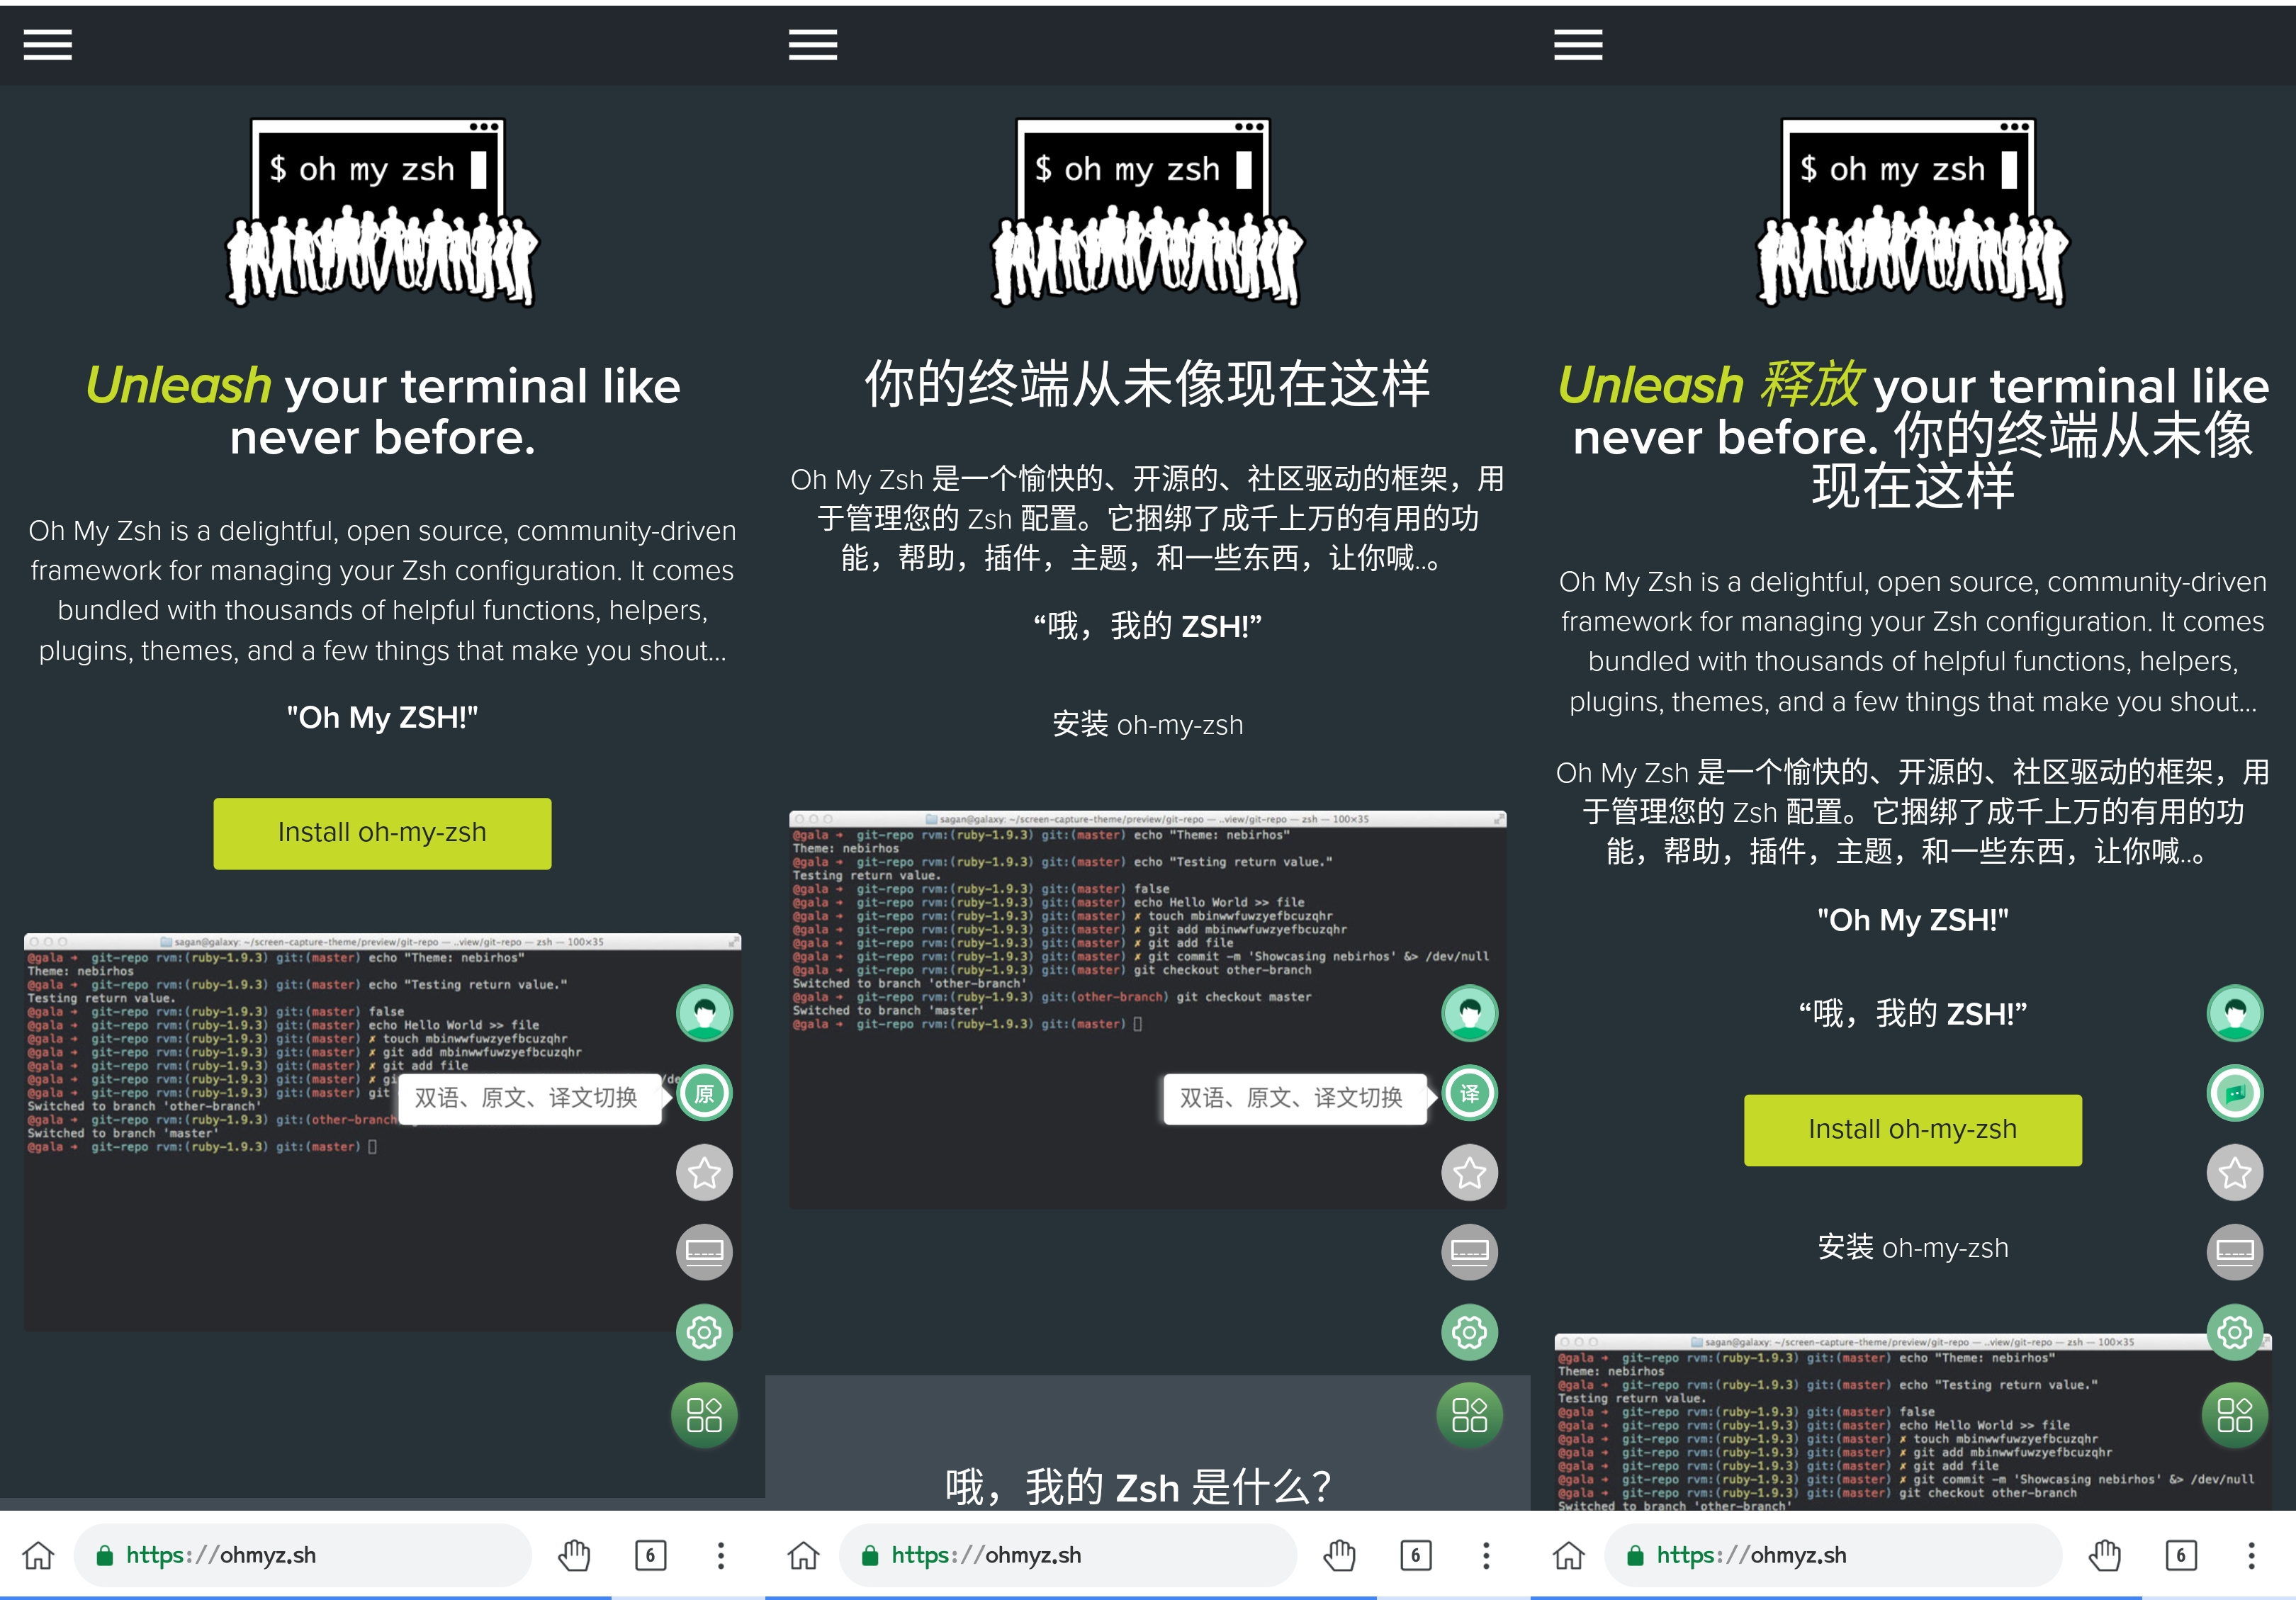 $ oh my zsh
Unleash your terminal like
never before.
Oh My Zsh is a delightful, open source, community-driven
framework for managing your Zsh configuration. It comes
bundled with thousands of helpful functions, helpers,
plugins, themes, and a few things that make you shout...
"Oh My ZSH!"
Install oh-my-zsh
sagan@galaxy: ~/screen-capture-theme/preview/git-repo — ..view/git-repo — zsh — 100×35
@gala ➜ git-repo rvm:(ruby-1.9.3) git:(master) echo "Theme: nebirhos"
Theme: nebirhos
@gala ➜ git-repo rvm:(ruby-1.9.3) git:(master) echo "Testing return value."
Testing return value.
@gala ➜ git-repo rvm:(ruby-1.9.3) git:(master) false
@gala ➜ git-repo rvm:(ruby-1.9.3) git:(master) echo Hello World >> file
@gala ➜ git-repo rvm:(ruby-1.9.3) git:(master) ✗ touch mbinwwfuwzyefbcuzqhr
@gala ➜ git-repo rvm:(ruby-1.9.3) git:(master) ✗ git add mbinwwfuwzyefbcuzqhr
@gala ➜ git-repo rvm:(ruby-1.9.3) git:(master) ✗ git add file
@gala ➜ git-repo rvm:(ruby-1.9.3) git:(master) ✗
@gala ➜ git-repo rvm:(ruby-1.9.3) git:(master) git
Switched to branch 'other-branch'
@gala ➜ git-repo rvm:(ruby-1.9.3) git:(other-branch
Switched to branch 'master'
@gala ➜ git-repo rvm:(ruby-1.9.3) git:(master)
双语、原文、译文切换
原
https://ohmyz.sh
6
$ oh my zsh
你的终端从未像现在这样
Oh My Zsh 是一个愉快的、开源的、社区驱动的框架，用
于管理您的 Zsh 配置。它捆绑了成千上万的有用的功
能，帮助，插件，主题，和一些东西，让你喊..。
“哦，我的 ZSH!”
安装 oh-my-zsh
sagan@galaxy: ~/screen-capture-theme/preview/git-repo — ..view/git-repo — zsh — 100×35
@gala ➜ git-repo rvm:(ruby-1.9.3) git:(master) echo "Theme: nebirhos"
Theme: nebirhos
@gala ➜ git-repo rvm:(ruby-1.9.3) git:(master) echo "Testing return value."
Testing return value.
@gala ➜ git-repo rvm:(ruby-1.9.3) git:(master) false
@gala ➜ git-repo rvm:(ruby-1.9.3) git:(master) echo Hello World >> file
@gala ➜ git-repo rvm:(ruby-1.9.3) git:(master) ✗ touch mbinwwfuwzyefbcuzqhr
@gala ➜ git-repo rvm:(ruby-1.9.3) git:(master) ✗ git add mbinwwfuwzyefbcuzqhr
@gala ➜ git-repo rvm:(ruby-1.9.3) git:(master) ✗ git add file
@gala ➜ git-repo rvm:(ruby-1.9.3) git:(master) ✗ git commit -m 'Showcasing nebirhos' &> /dev/null
@gala ➜ git-repo rvm:(ruby-1.9.3) git:(master) git checkout other-branch
Switched to branch 'other-branch'
@gala ➜ git-repo rvm:(ruby-1.9.3) git:(other-branch) git checkout master
Switched to branch 'master'
@gala ➜ git-repo rvm:(ruby-1.9.3) git:(master)
双语、原文、译文切换
译
哦，我的 Zsh 是什么？
https://ohmyz.sh
6
$ oh my zsh
Unleash 释放 your terminal like
never before. 你的终端从未像
现在这样
Oh My Zsh is a delightful, open source, community-driven
framework for managing your Zsh configuration. It comes
bundled with thousands of helpful functions, helpers,
plugins, themes, and a few things that make you shout...
Oh My Zsh 是一个愉快的、开源的、社区驱动的框架，用
于管理您的 Zsh 配置。它捆绑了成千上万的有用的功
能，帮助，插件，主题，和一些东西，让你喊..。
"Oh My ZSH!"
“哦，我的 ZSH!”
Install oh-my-zsh
安装 oh-my-zsh
sagan@galaxy: ~/screen-capture-theme/preview/git-repo — ..view/git-repo — zsh — 100×35
@gala ➜ git-repo rvm:(ruby-1.9.3) git:(master) echo "Theme: nebirhos"
Theme: nebirhos
@gala ➜ git-repo rvm:(ruby-1.9.3) git:(master) echo "Testing return value."
Testing return value.
@gala ➜ git-repo rvm:(ruby-1.9.3) git:(master) false
@gala ➜ git-repo rvm:(ruby-1.9.3) git:(master) echo Hello World >> file
@gala ➜ git-repo rvm:(ruby-1.9.3) git:(master) ✗ touch mbinwwfuwzyefbcuzqhr
@gala ➜ git-repo rvm:(ruby-1.9.3) git:(master) ✗ git add mbinwwfuwzyefbcuzqhr
@gala ➜ git-repo rvm:(ruby-1.9.3) git:(master) ✗ git add file
@gala ➜ git-repo rvm:(ruby-1.9.3) git:(master) ✗ git commit -m 'Showcasing nebirhos' &> /dev/null
@gala ➜ git-repo rvm:(ruby-1.9.3) git:(master) git checkout other-branch
Switched to branch 'other-branch'
https://ohmyz.sh
6